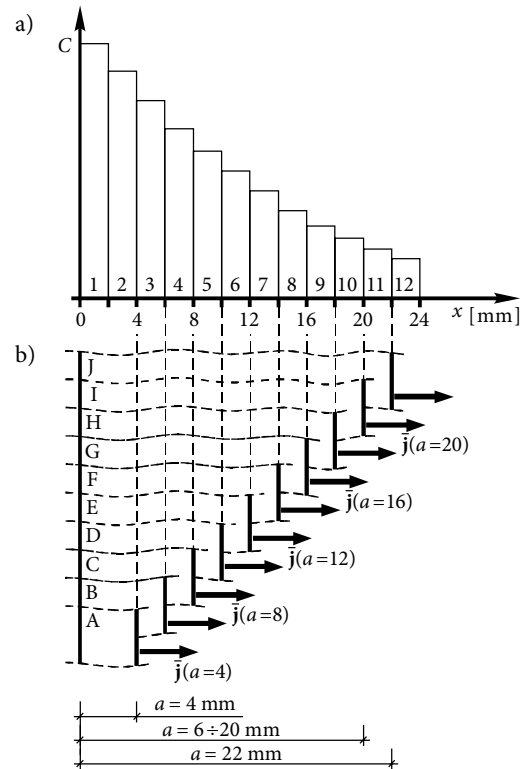 a)
C
1 2 3 4 5 6 7 8 9 10 11 12
0 4 8 12 16 20 24
x [mm]
b)
J
I
H
j̄(a=20)
G
F
j̄(a=16)
E
D
j̄(a=12)
C
B
j̄(a=8)
A
j̄(a=4)
a = 4 mm
a = 6÷20 mm
a = 22 mm